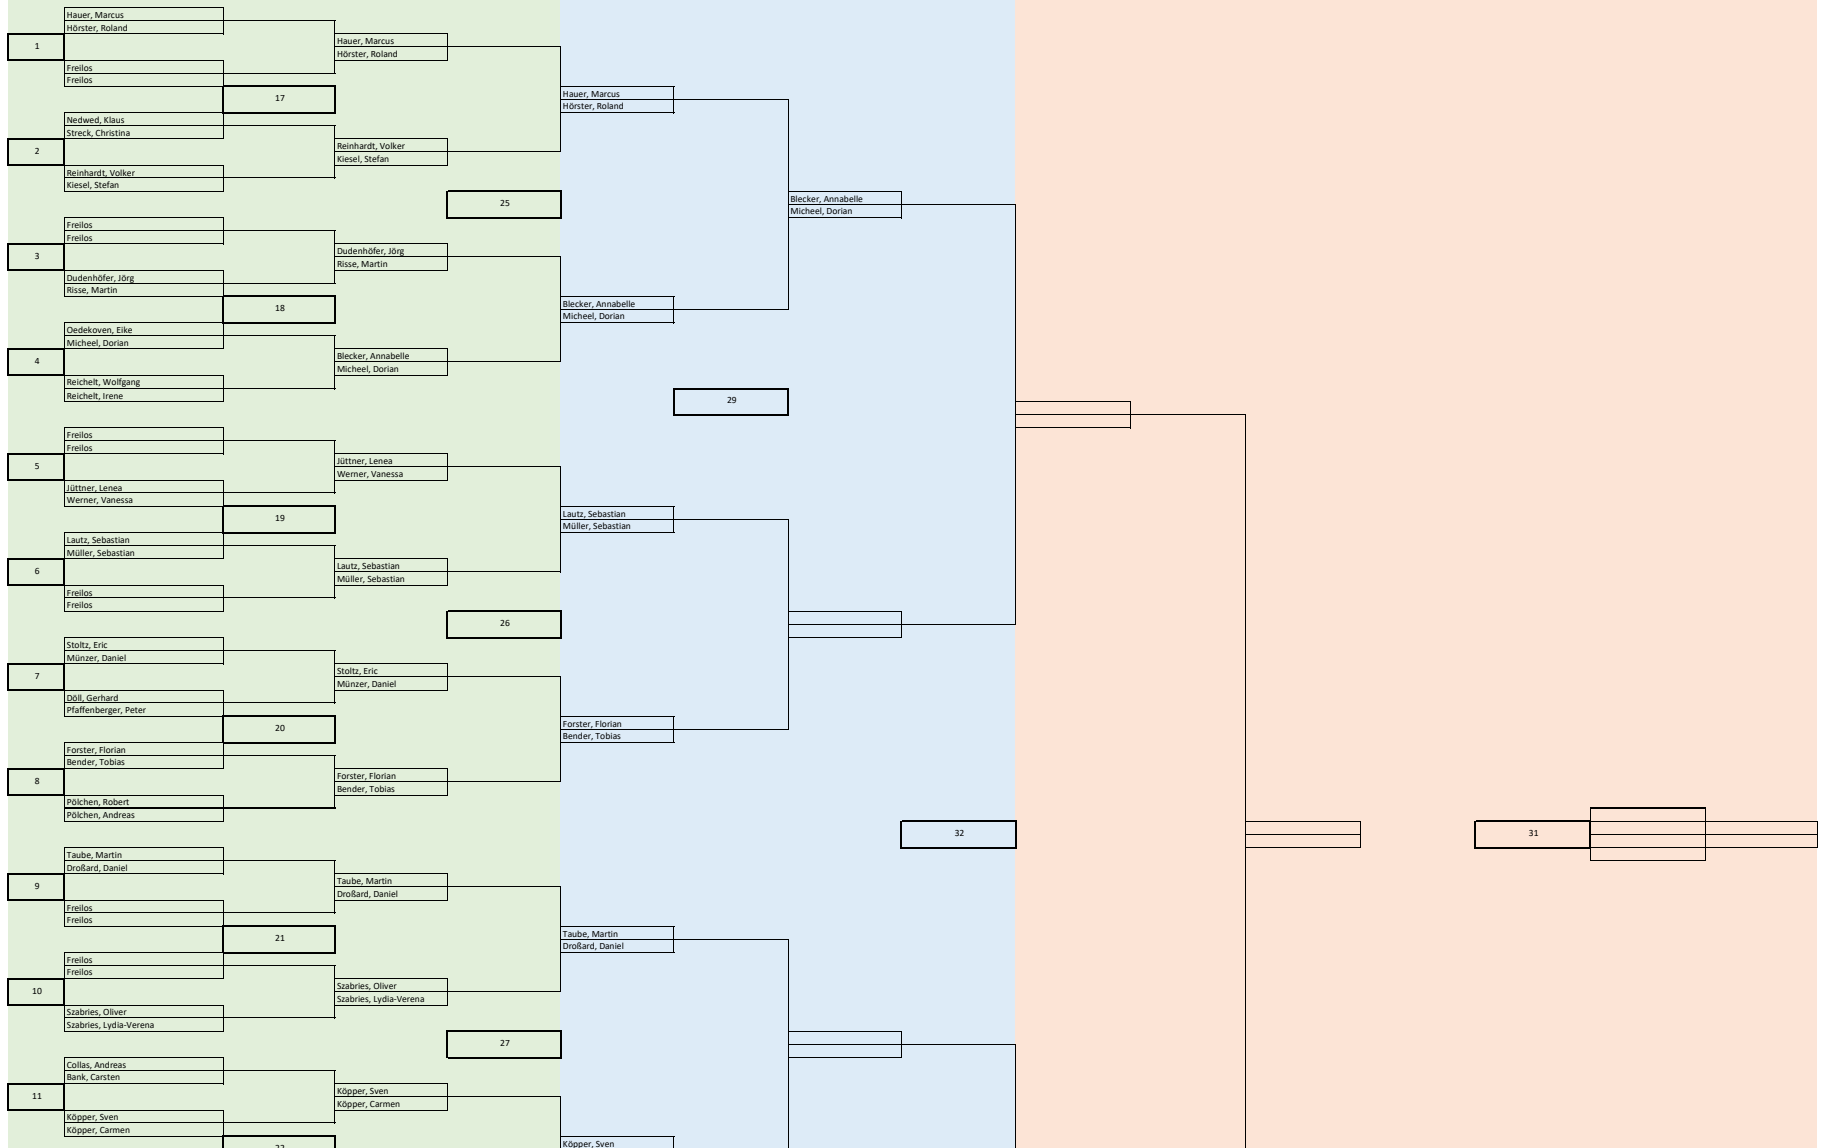 Hauer, Marcus
Hörster, Roland
1
Hauer, Marcus
Hörster, Roland
Freilos
Freilos
17
Hauer, Marcus
Hörster, Roland
Nedwed, Klaus
Streck, Christina
2
Reinhardt, Volker
Kiesel, Stefan
Reinhardt, Volker
Kiesel, Stefan
25
Blecker, Annabelle
Micheel, Dorian
Freilos
Freilos
3
Dudenhöfer, Jörg
Risse, Martin
Dudenhöfer, Jörg
Risse, Martin
18
Blecker, Annabelle
Micheel, Dorian
Oedekoven, Eike
Micheel, Dorian
4
Blecker, Annabelle
Micheel, Dorian
Reichelt, Wolfgang
Reichelt, Irene
29
Freilos
Freilos
5
Jüttner, Lenea
Werner, Vanessa
Jüttner, Lenea
Werner, Vanessa
19
Lautz, Sebastian
Müller, Sebastian
Lautz, Sebastian
Müller, Sebastian
6
Lautz, Sebastian
Müller, Sebastian
Freilos
Freilos
26
Stoltz, Eric
Münzer, Daniel
7
Stoltz, Eric
Münzer, Daniel
Döll, Gerhard
Pfaffenberger, Peter
20
Forster, Florian
Bender, Tobias
Forster, Florian
Bender, Tobias
8
Forster, Florian
Bender, Tobias
Pölchen, Robert
Pölchen, Andreas
32
31
Taube, Martin
Droßard, Daniel
9
Taube, Martin
Droßard, Daniel
Freilos
Freilos
21
Taube, Martin
Droßard, Daniel
Freilos
Freilos
10
Szabries, Oliver
Szabries, Lydia-Verena
Szabries, Oliver
Szabries, Lydia-Verena
27
Collas, Andreas
Bank, Carsten
11
Köpper, Sven
Köpper, Carmen
Köpper, Sven
Köpper, Carmen
22
Köpper, Sven